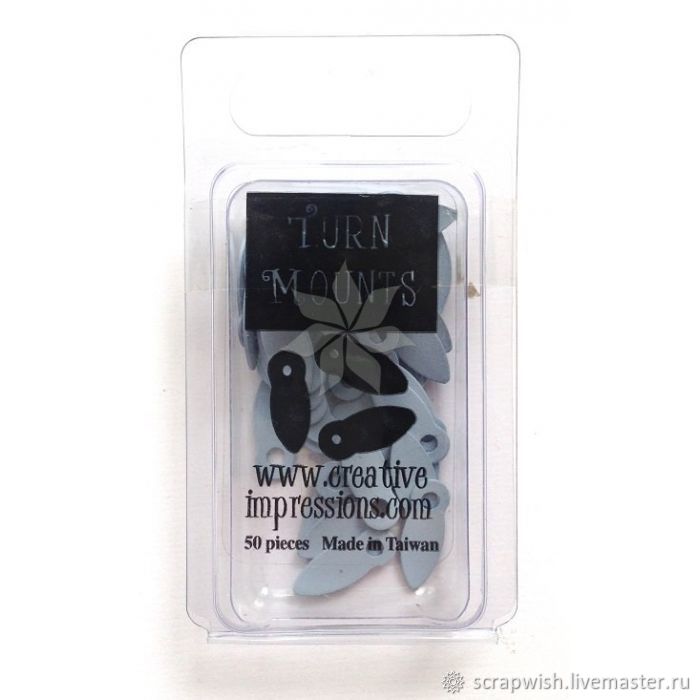 TURN
MOUNTS
www.creative
impressions.com
50 pieces Made in Taiwan
scrapwish.livemaster.ru